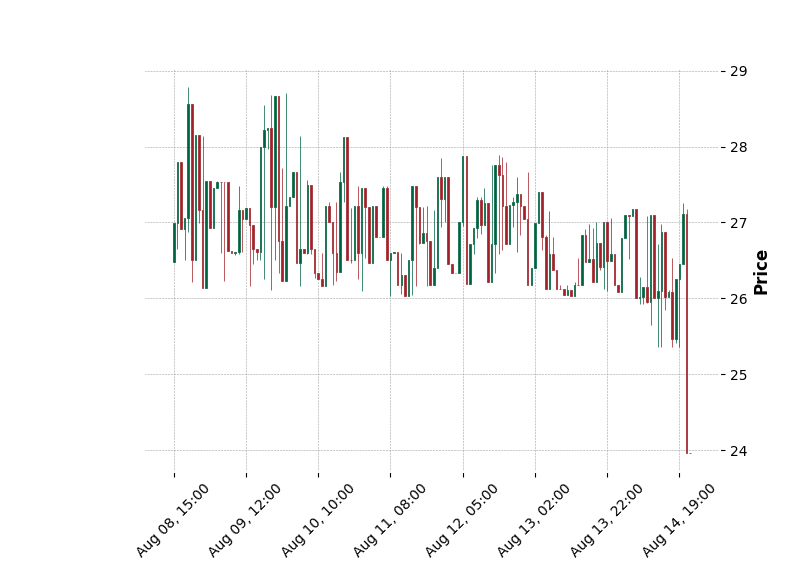 29
28
27
26
25
24
Price
Aug 08, 15:00
Aug 09, 12:00
Aug 10, 10:00
Aug 11, 08:00
Aug 12, 05:00
Aug 13, 02:00
Aug 13, 22:00
Aug 14, 19:00